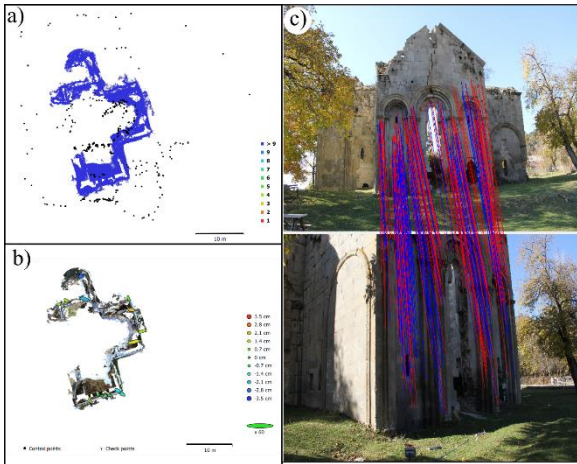 a)
> 9
9
8
7
6
5
4
3
2
1
10 m
b)
3.5 cm
2.8 cm
2.1 cm
1.4 cm
0.7 cm
0 cm
-0.7 cm
-1.4 cm
-2.1 cm
-2.8 cm
-3.5 cm
x 60
Control points
Check points
10 m
c)